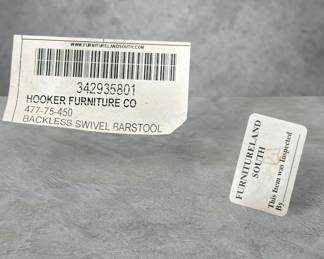 WWW.FURNITURELANDSOUTH.COM
342935801
HOOKER FURNITURE CO
477-75-450
BACKLESS SWIVEL BARSTOOL
FURNITURELAND
SOUTH
This Item was Inspected
By